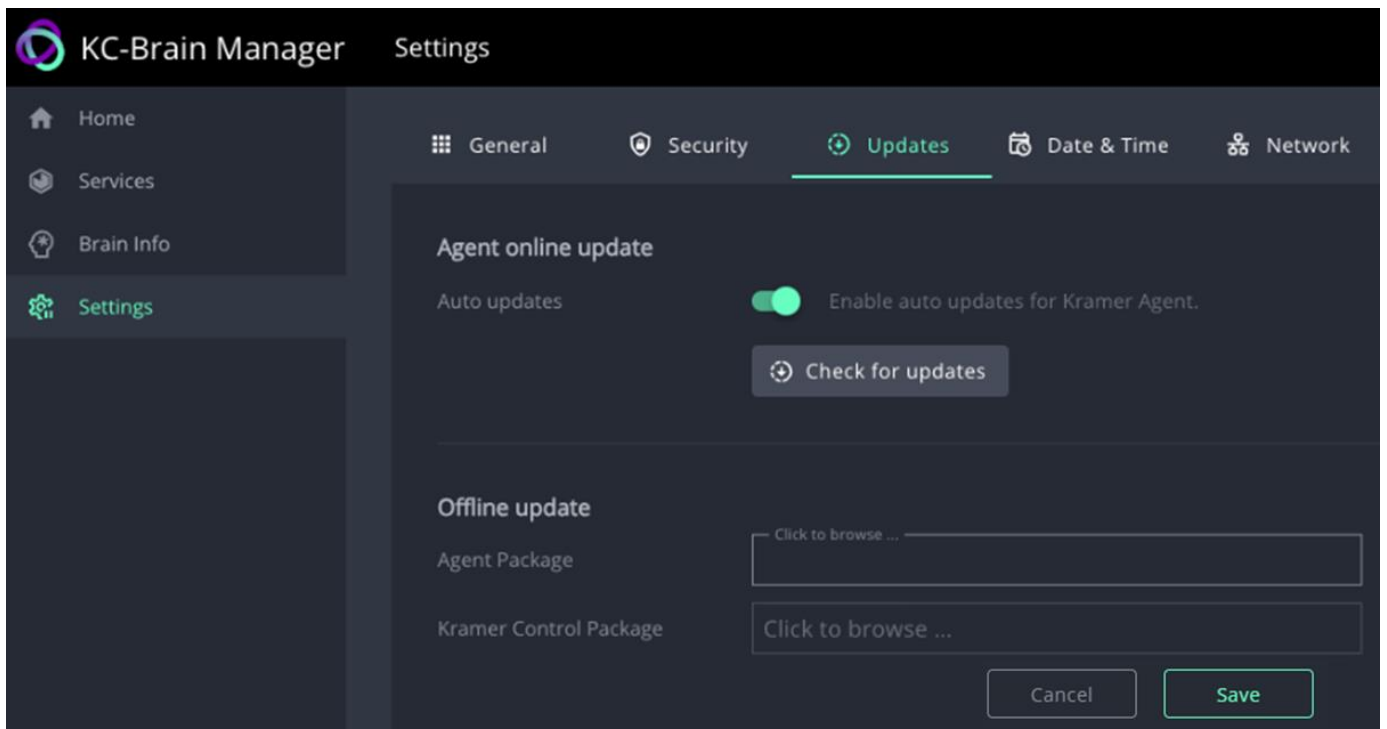 KC-Brain Manager
Settings
Home
Services
Brain Info
Settings
General
Security
Updates
Date & Time
Network
Agent online update
Auto updates
Enable auto updates for Kramer Agent.
Check for updates
Offline update
Agent Package
Click to browse ...
Kramer Control Package
Click to browse ...
Cancel
Save